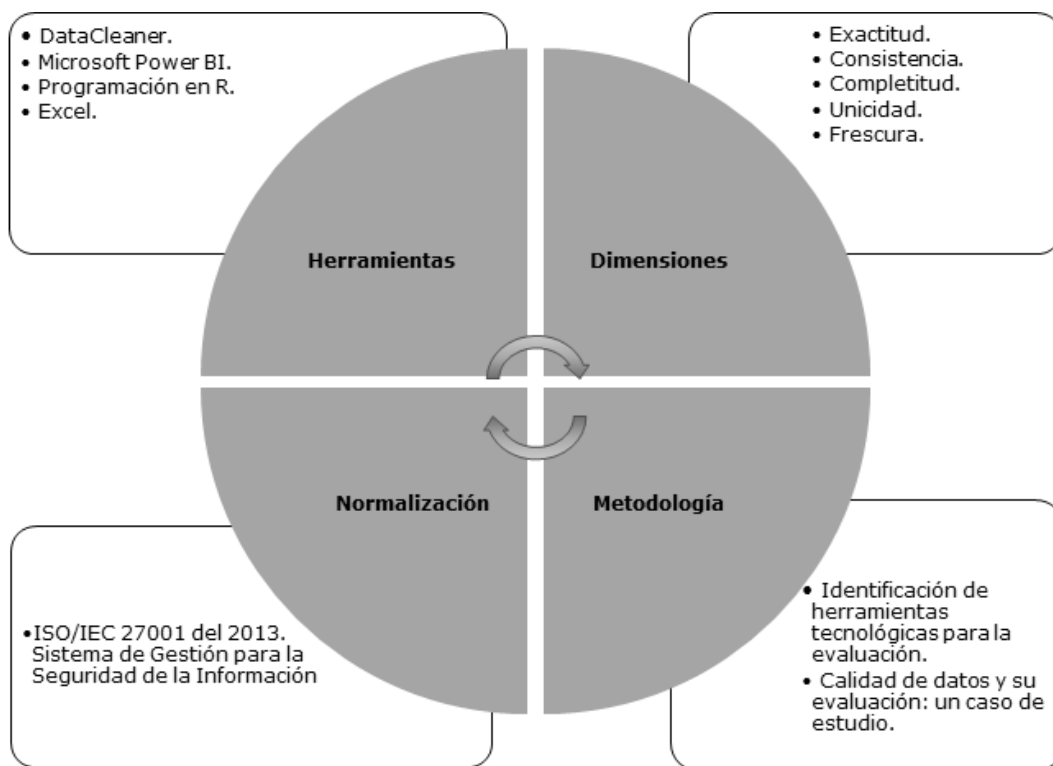 • DataCleaner.
• Microsoft Power BI.
• Programación en R.
• Excel.
• Exactitud.
• Consistencia.
• Completitud.
• Unicidad.
• Frescura.
Herramientas
Dimensiones
Normalización
Metodología
•ISO/IEC 27001 del 2013.
Sistema de Gestión para la
Seguridad de la Información
• Identificación de
herramientas
tecnológicas para la
evaluación.
• Calidad de datos y su
evaluación: un caso de
estudio.